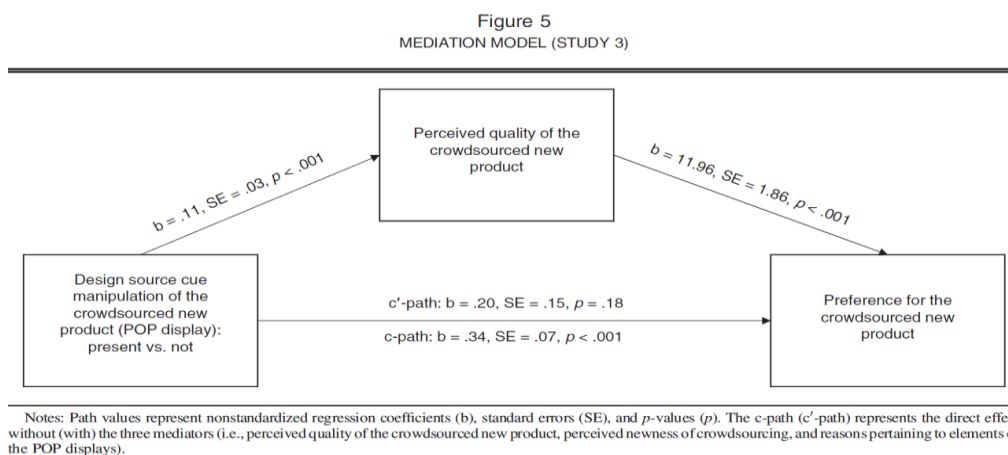 Figure 5
MEDIATION MODEL (STUDY 3)
Perceived quality of the
crowdsourced new
product
b = .11, SE = .03, p < .001
b = 11.96, SE = 1.86, p < .001
Design source cue
manipulation of the
crowdsourced new
product (POP display):
present vs. not
c′-path: b = .20, SE = .15, p = .18
c-path: b = .34, SE = .07, p < .001
Preference for the
crowdsourced new
product
Notes: Path values represent nonstandardized regression coefficients (b), standard errors (SE), and p-values (p). The c-path (c′-path) represents the direct effe
without (with) the three mediators (i.e., perceived quality of the crowdsourced new product, perceived newness of crowdsourcing, and reasons pertaining to elements
the POP displays).